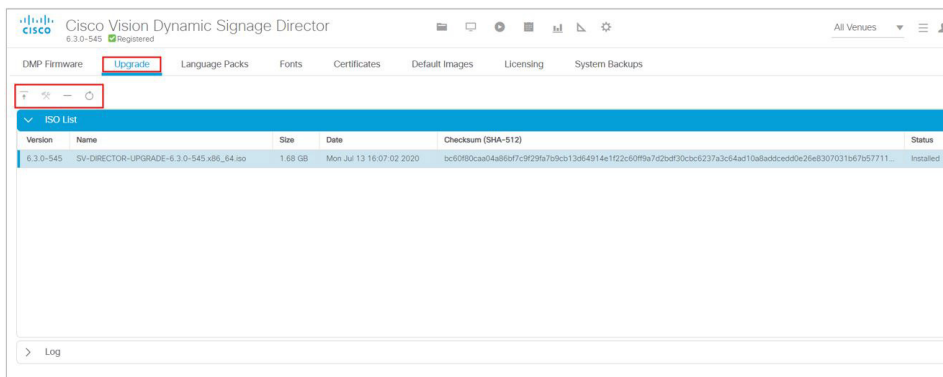 CISCO
Cisco Vision Dynamic Signage Director
6.3.0-545 Registered
All Venues
DMP Firmware Upgrade Language Packs Fonts Certificates Default Images Licensing System Backups
ISO List
Version Name Size Date Checksum (SHA-512) Status
6.3.0-545 SV-DIRECTOR-UPGRADE-6.3.0-545.x86_64.iso 1.68 GB Mon Jul 13 16:07:02 2020 Installed
Log